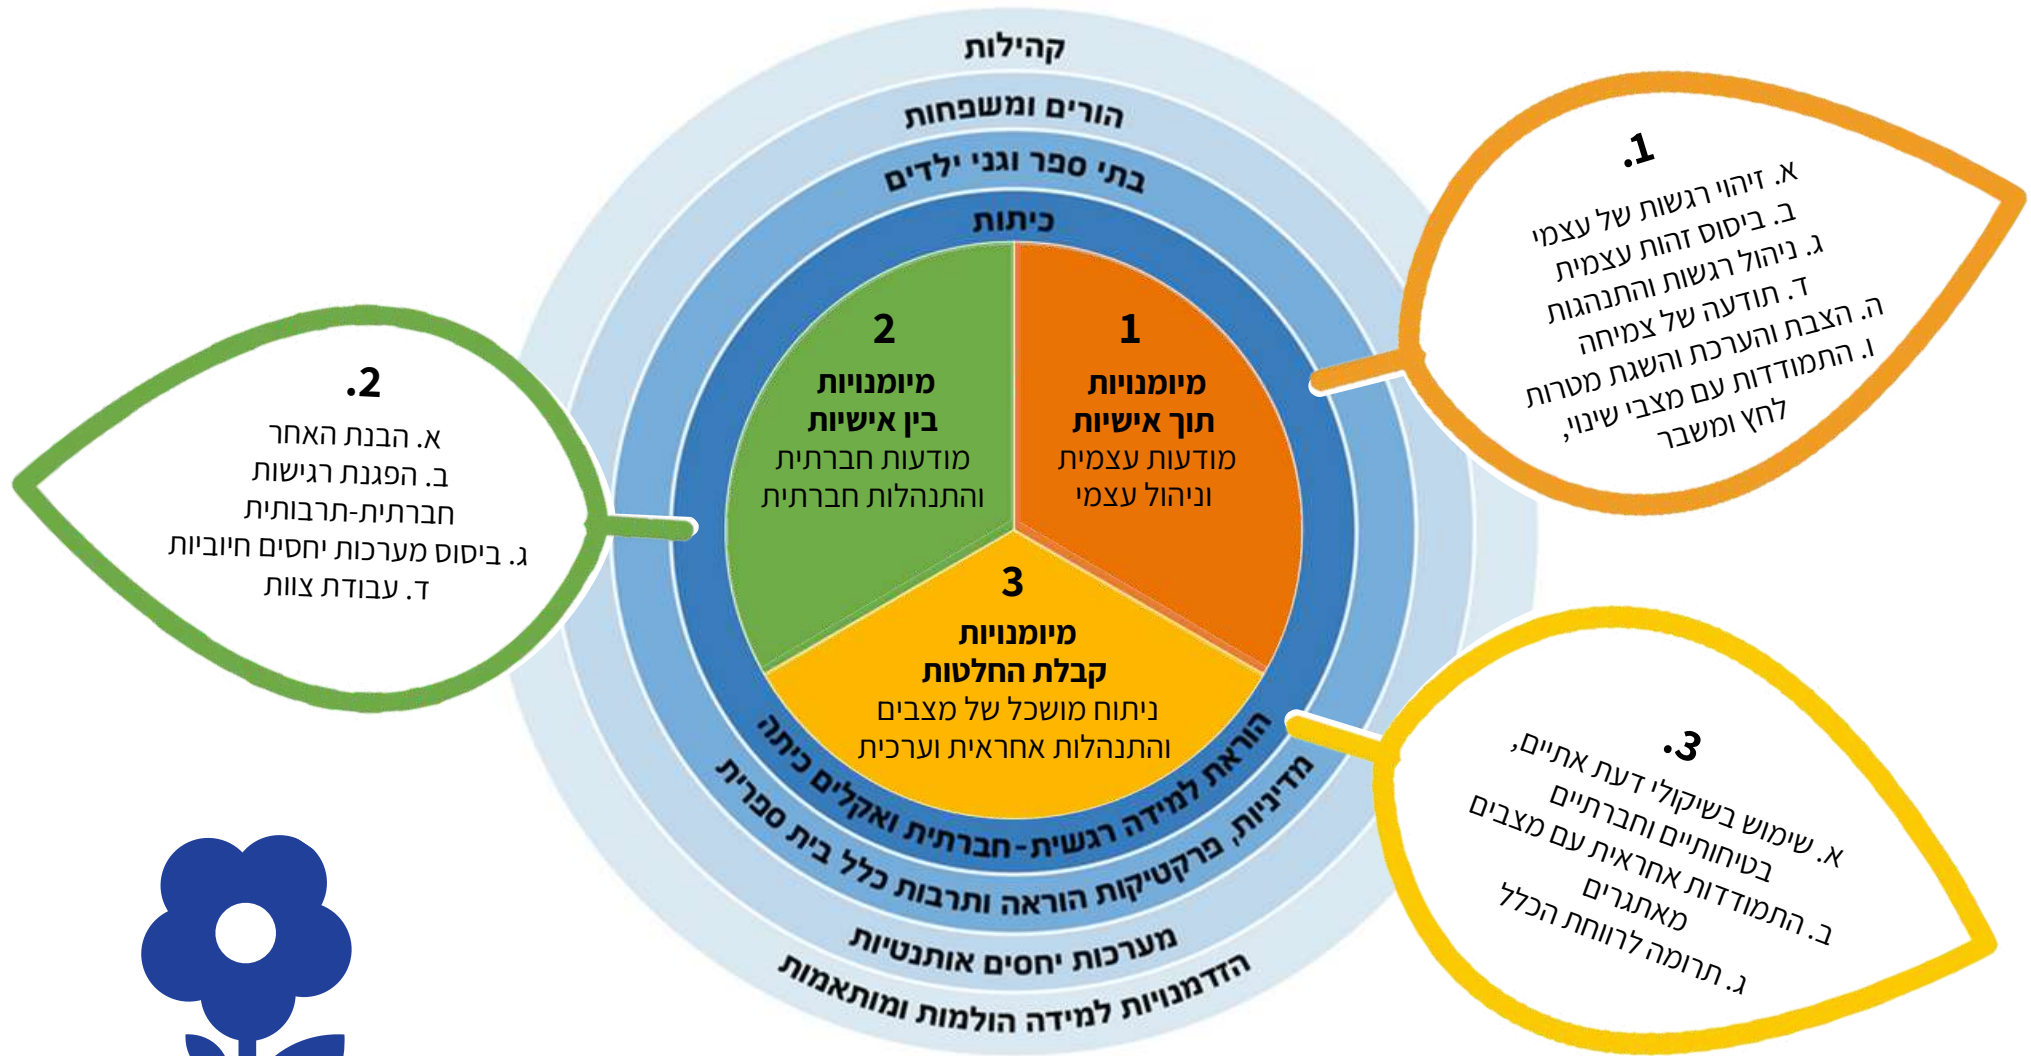 קהילות
הורים ומשפחות
בתי ספר וגני ילדים
כיתות
1
מיומנויות
תוך אישיות
מודעות עצמית
וניהול עצמי
2
מיומנויות
בין אישיות
מודעות חברתית
והתנהלות חברתית
3
מיומנויות
קבלת החלטות
ניתוח מושכל של מצבים
והתנהלות אחראית וערכית
הוראת למידה רגשית-חברתית ואקלים כיתה
מדיניות, פרקטיקות הוראה ותרבות כלל בית ספרית
מערכות יחסים אותנטיות
הזדמנויות למידה הולמות ומותאמות
1.
א. זיהוי רגשות של עצמי
ב. ביסוס זהות עצמית
ג. ניהול רגשות והתנהגות
ד. תודעה של צמיחה
ה. הצבת והערכת והשגת מטרות
ו. התמודדות עם מצבי שינוי,
לחץ ומשבר
2.
א. הבנת האחר
ב. הפגנת רגישות
חברתית-תרבותית
ג. ביסוס מערכות יחסים חיוביות
ד. עבודת צוות
3.
א. שימוש בשיקולי דעת אתיים,
בטיחותיים וחברתיים
ב. התמודדות אחראית עם מצבים
מאתגרים
ג. תרומה לרווחת הכלל